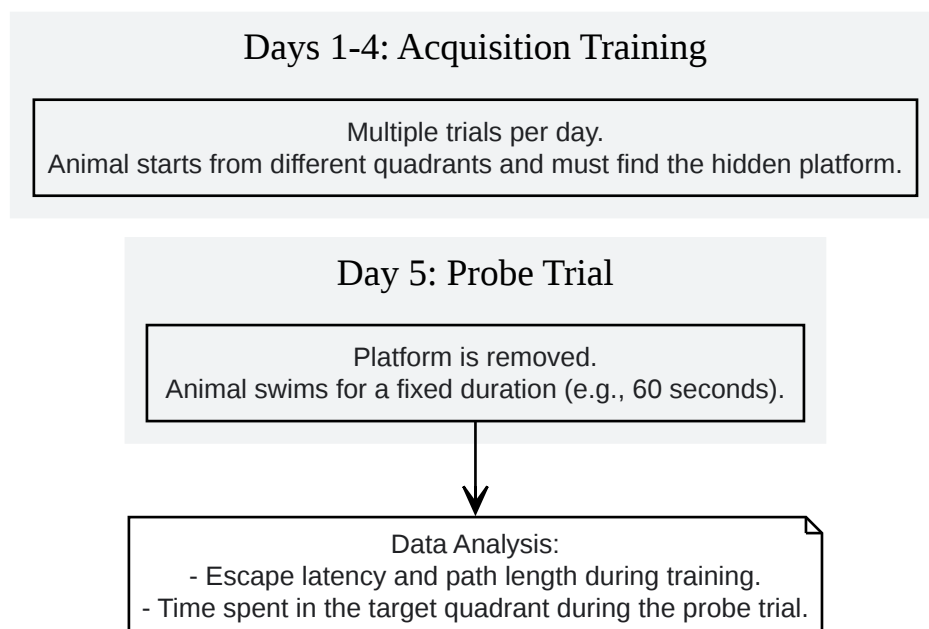 Days 1-4: Acquisition Training
Multiple trials per day.
Animal starts from different quadrants and must find the hidden platform.
Day 5: Probe Trial
Platform is removed.
Animal swims for a fixed duration (e.g., 60 seconds).
Data Analysis:
- Escape latency and path length during training.
- Time spent in the target quadrant during the probe trial.